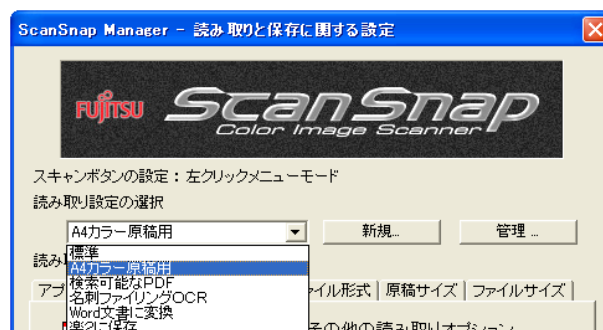 ScanSnap Manager - 読み取りと保存に関する設定
FUJITSU ScanSnap
Color Image Scanner
スキャンボタンの設定：左クリックメニューモード
読み取り設定の選択
A4カラー原稿用 新規... 管理 ...
標準
読み
A4カラー原稿用
検索可能なPDF
アプ
イル形式 原稿サイズ ファイルサイズ
名刺ファイリングOCR
Word文書に変換
楽2に保存
その他の読み取りオプション